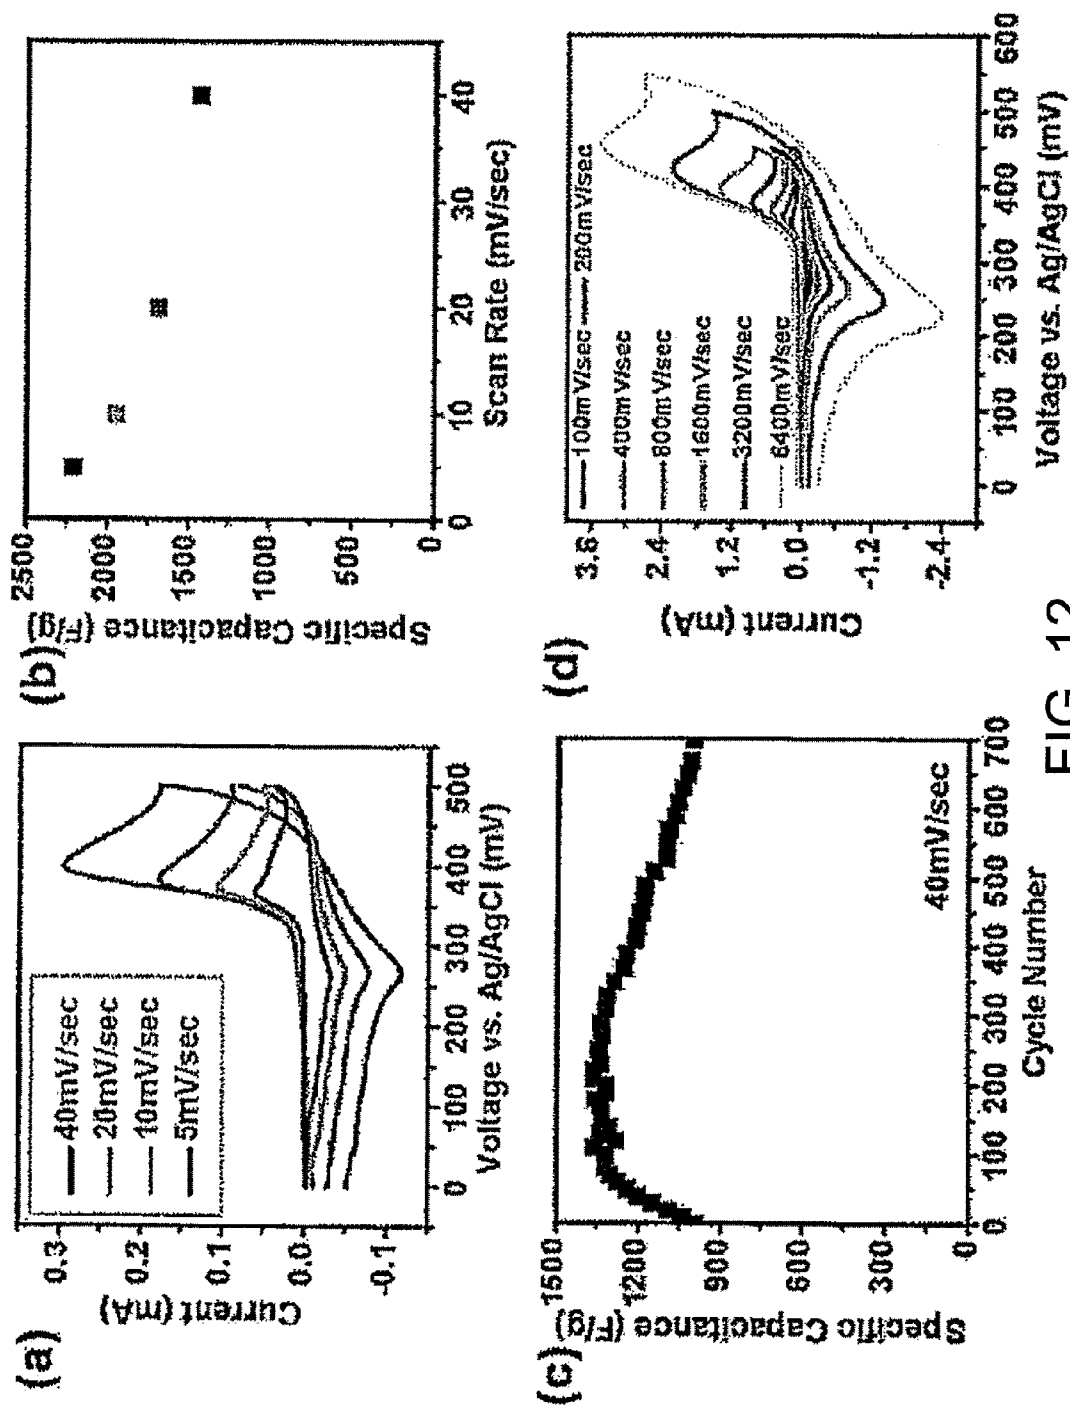 (a)
Current (mA)
0.3
0.2
0.1
0.0
-0.1
40mV/sec
20mV/sec
10mV/sec
5mV/sec
0 100 200 300 400 500
Voltage vs. Ag/AgCl (mV)
(b)
Specific Capacitance (F/g)
2500
2000
1500
1000
500
0
0 10 20 30 40
Scan Rate (mV/sec)
(c)
Specific Capacitance (F/g)
1500
1200
900
600
300
0
40mV/sec
0 100 200 300 400 500 600 700
Cycle Number
(d)
Current (mA)
3.6
2.4
1.2
0.0
-1.2
-2.4
100mV/sec 200mV/sec
400mV/sec
800mV/sec
1600mV/sec
3200mV/sec
6400mV/sec
0 100 200 300 400 500 600
Voltage vs. Ag/AgCl (mV)
FIG. 12